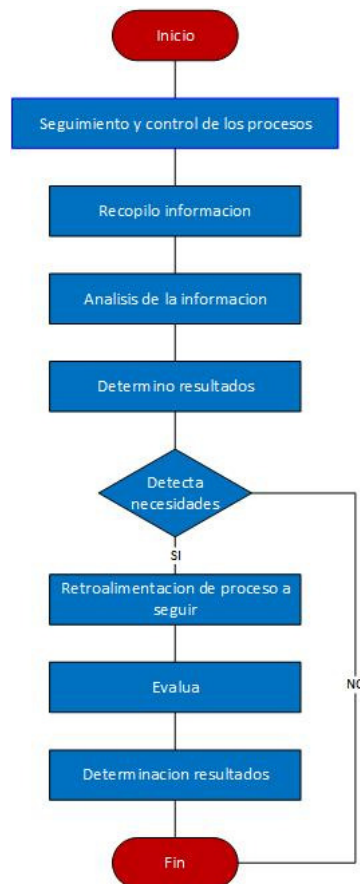 Inicio
Seguimiento y control de los procesos
Recopilo informacion
Analisis de la informacion
Determino resultados
Detecta
necesidades
SI
Retroalimentacion de proceso a
seguir
Evalua
NO
Determinacion resultados
Fin